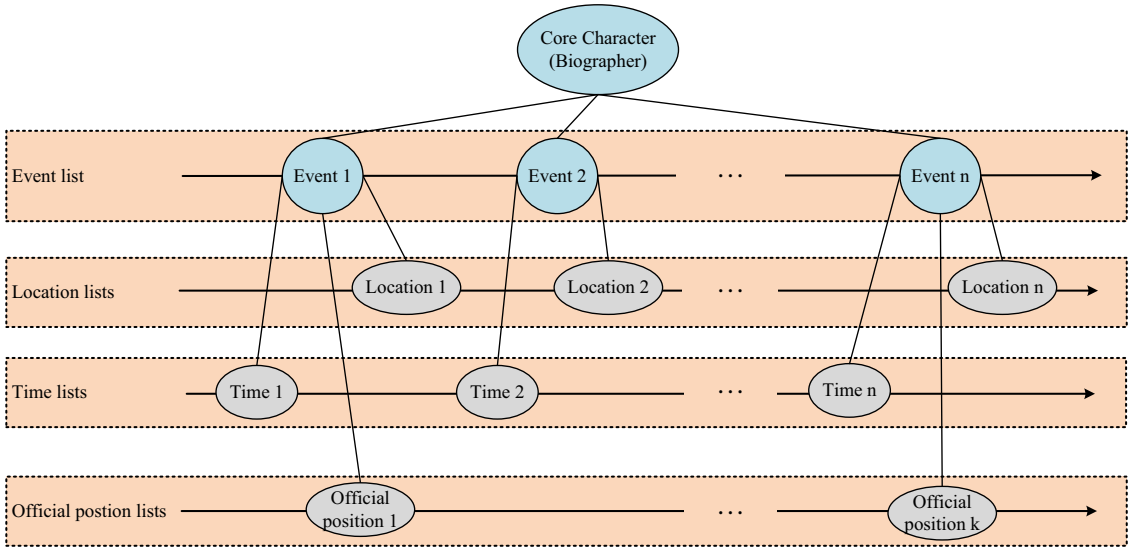 Core Character
(Biographer)
Event list
Event 1
Event 2
...
Event n
Location lists
Location 1
Location 2
...
Location n
Time lists
Time 1
Time 2
...
Time n
Official postion lists
Official
position 1
...
Official
position k